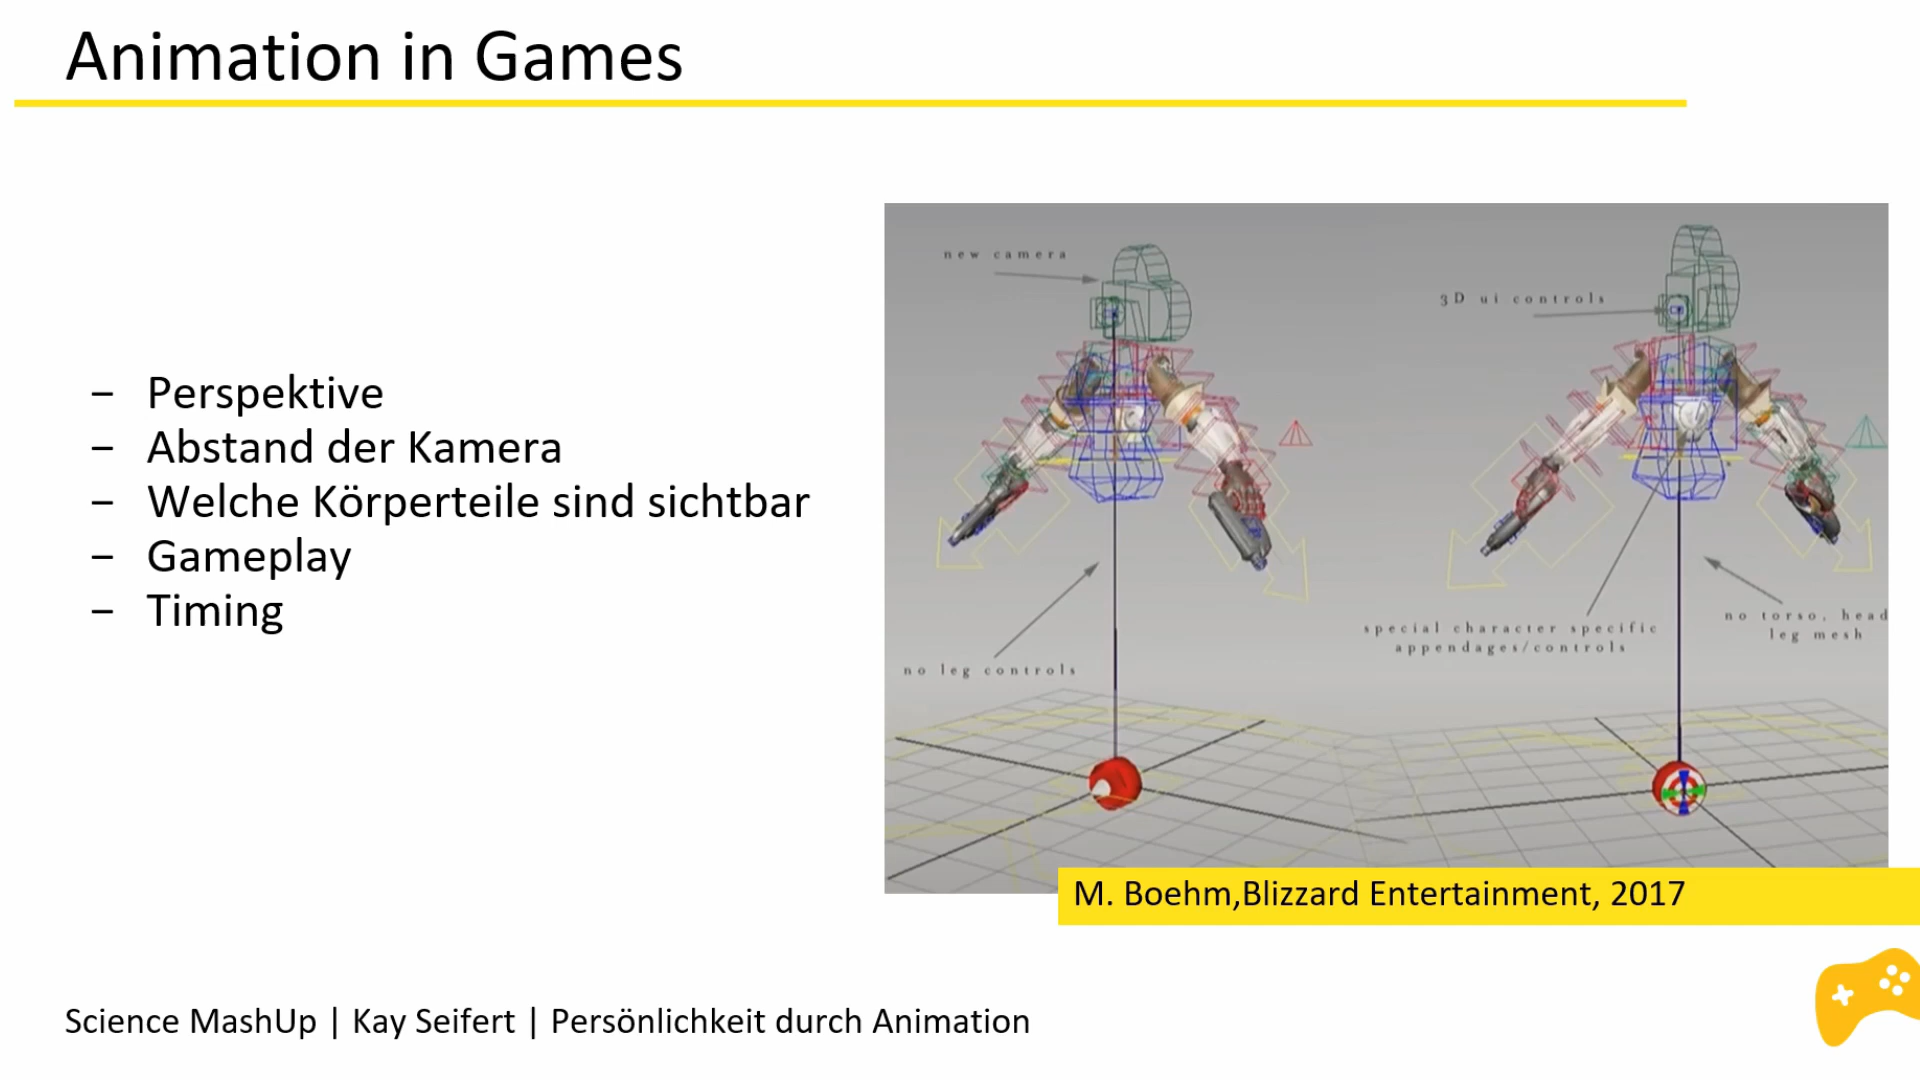 Animation in Games
– Perspektive
– Abstand der Kamera
– Welche Körperteile sind sichtbar
– Gameplay
– Timing
new camera
3D ui controls
no leg controls
special character specific
appendages/controls
no torso, head
leg mesh
M. Boehm,Blizzard Entertainment, 2017
Science MashUp | Kay Seifert | Persönlichkeit durch Animation